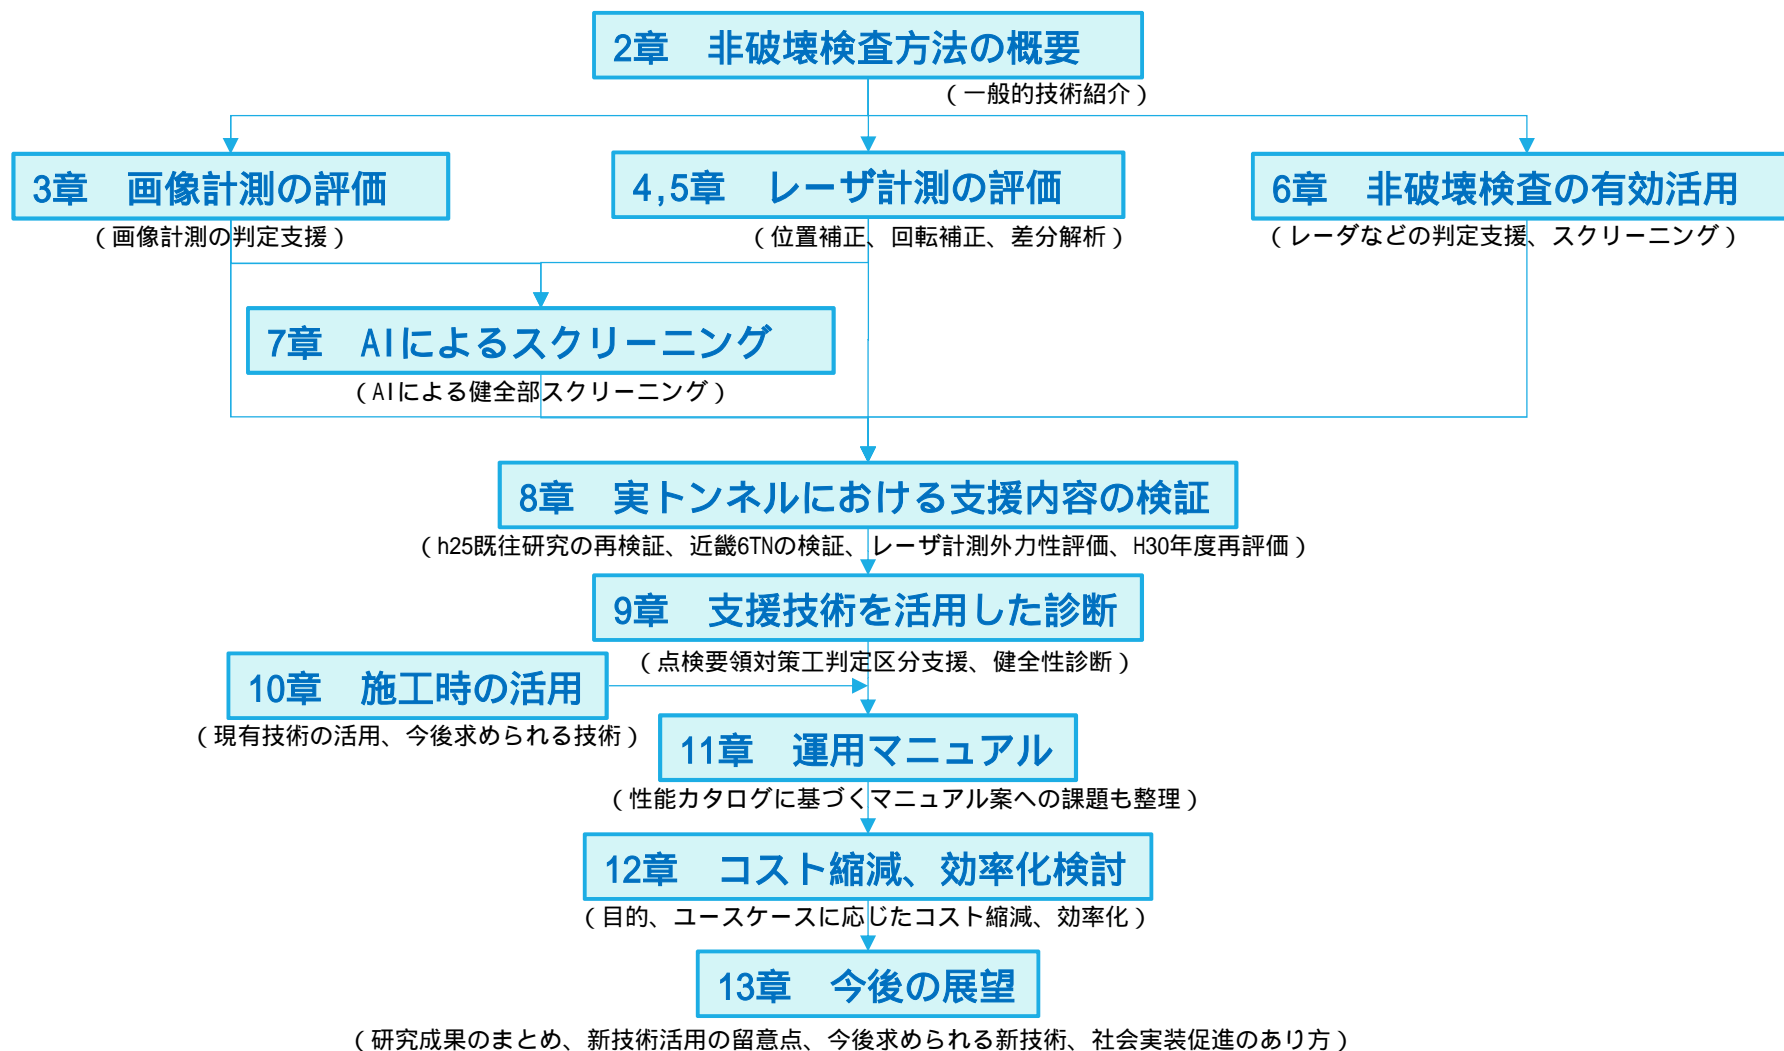 2章　非破壊検査方法の概要
（一般的技術紹介）
3章　画像計測の評価
（画像計測の判定支援）
4,5章　レーザ計測の評価
（位置補正、回転補正、差分解析）
6章　非破壊検査の有効活用
（レーダなどの判定支援、スクリーニング）
7章　AIによるスクリーニング
（AIによる健全部スクリーニング）
8章　実トンネルにおける支援内容の検証
（h25既往研究の再検証、近畿6TNの検証、レーザ計測外力性評価、H30年度再評価）
9章　支援技術を活用した診断
（点検要領対策工判定区分支援、健全性診断）
10章　施工時の活用
（現有技術の活用、今後求められる技術）
11章　運用マニュアル
（性能カタログに基づくマニュアル案への課題も整理）
12章　コスト縮減、効率化検討
（目的、ユースケースに応じたコスト縮減、効率化）
13章　今後の展望
（研究成果のまとめ、新技術活用の留意点、今後求められる新技術、社会実装促進のあり方）